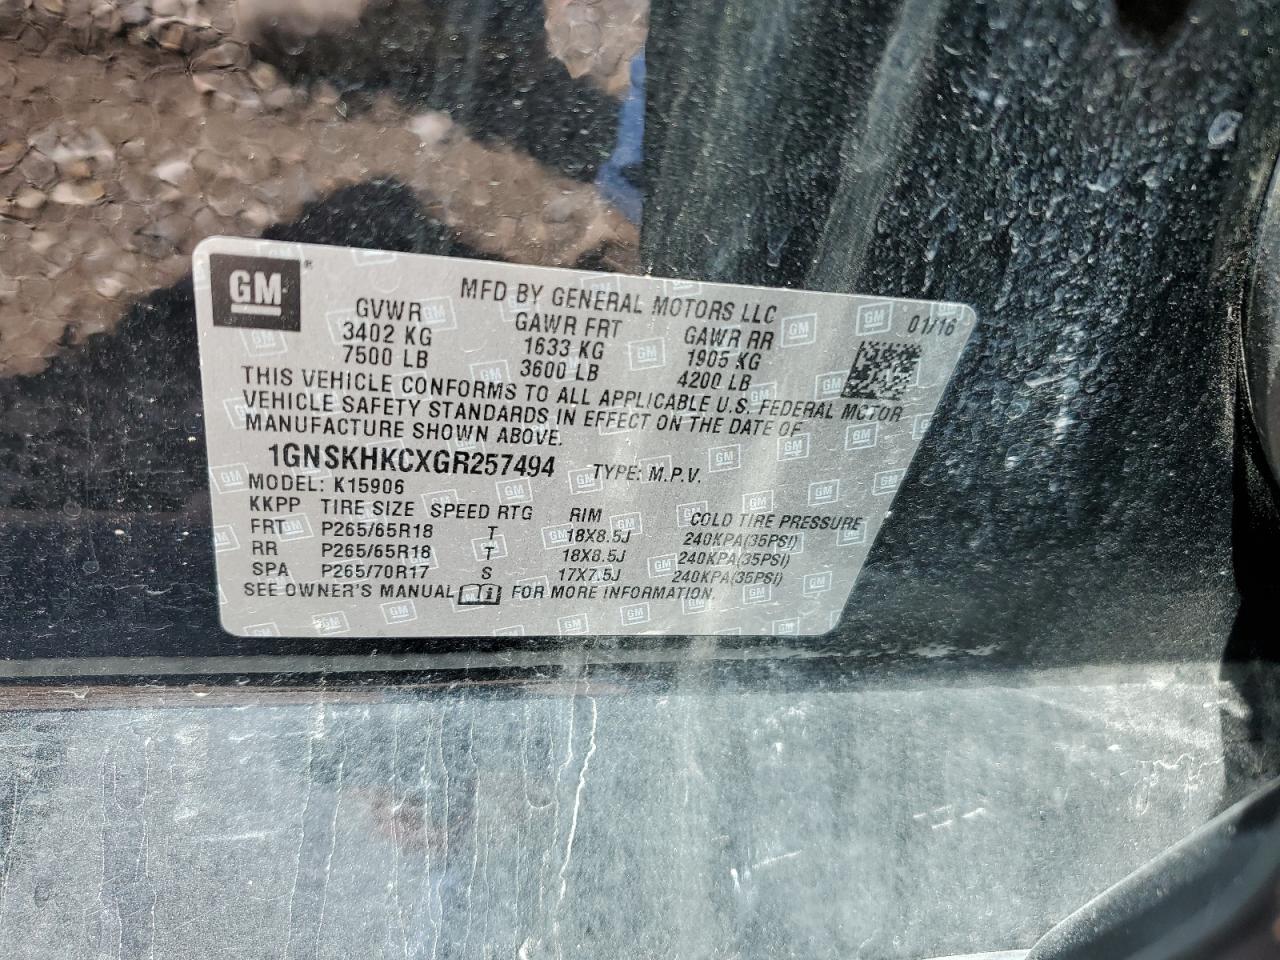 GM®
MFD BY GENERAL MOTORS LLC
01/16
GVWR GAWR FRT GAWR RR
3402 KG 1633 KG 1905 KG
7500 LB 3600 LB 4200 LB
THIS VEHICLE CONFORMS TO ALL APPLICABLE U.S. FEDERAL MOTOR
VEHICLE SAFETY STANDARDS IN EFFECT ON THE DATE OF
MANUFACTURE SHOWN ABOVE.
1GNSKHKCXGR257494 TYPE: M.P.V.
MODEL: K15906
KKPP TIRE SIZE SPEED RTG RIM COLD TIRE PRESSURE
FRT P265/65R18 T 18X8.5J 240KPA(35PSI)
RR P265/65R18 T 18X8.5J 240KPA(35PSI)
SPA P265/70R17 S 17X7.5J 240KPA(35PSI)
SEE OWNER'S MANUAL i FOR MORE INFORMATION.